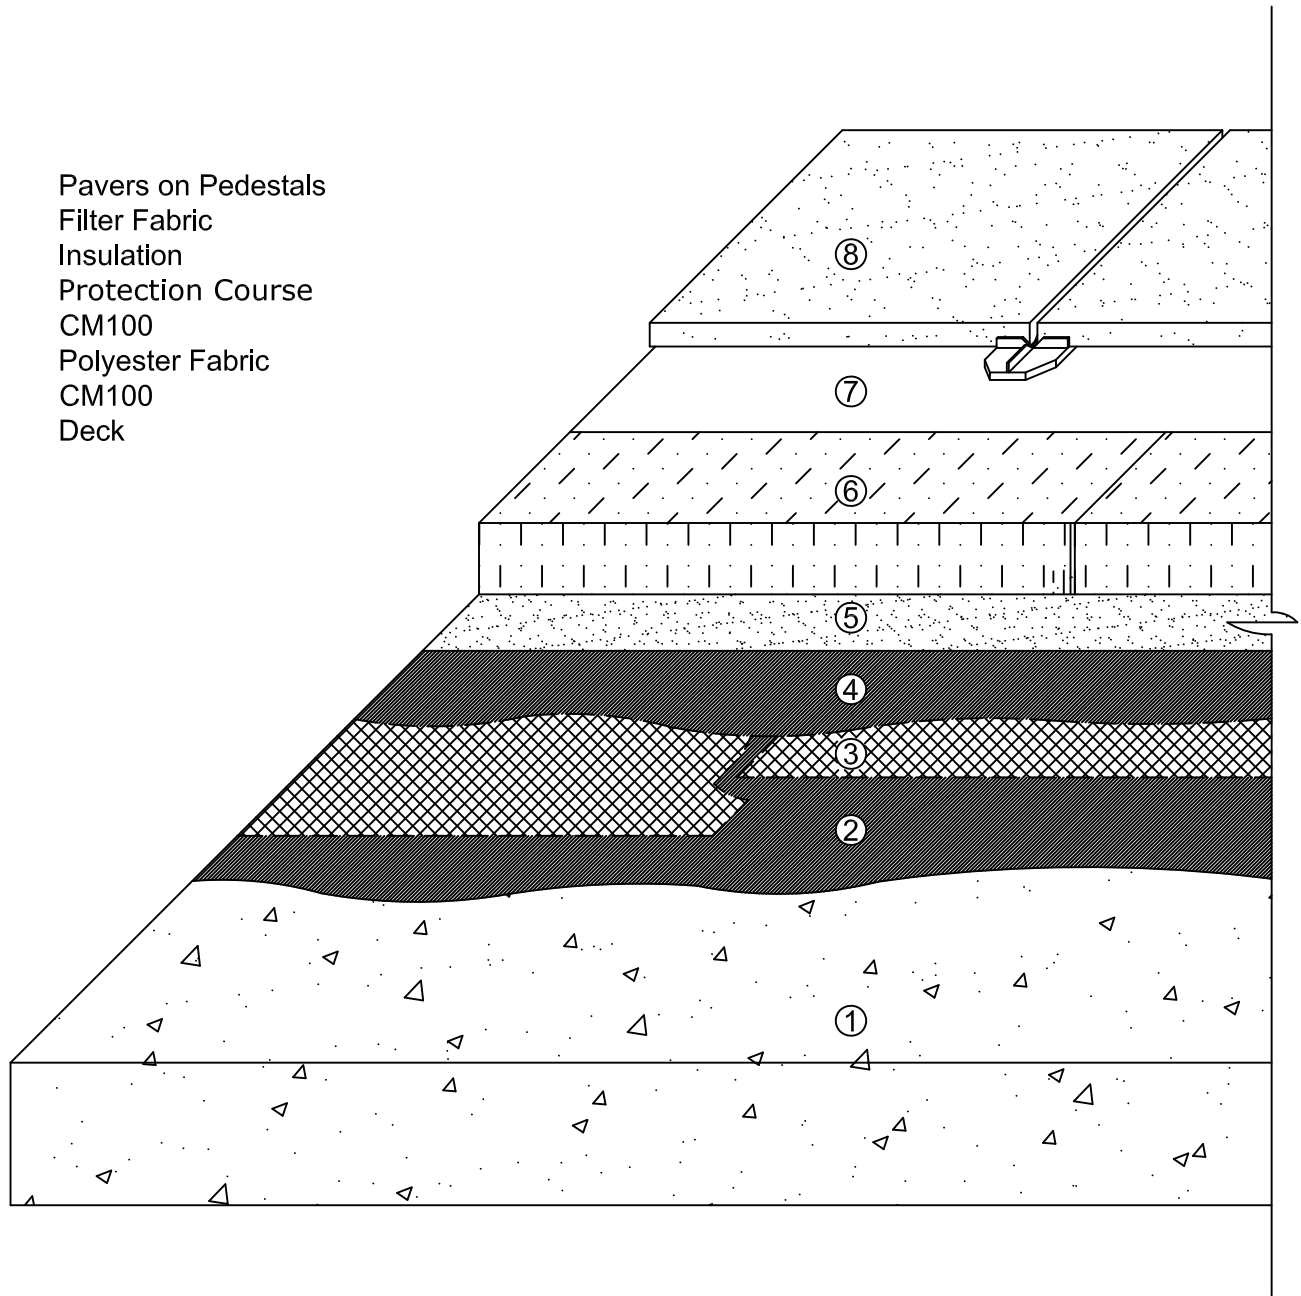 Pavers on Pedestals
Filter Fabric
Insulation
Protection Course
CM100
Polyester Fabric
CM100
Deck
8
7
6
5
4
3
2
1